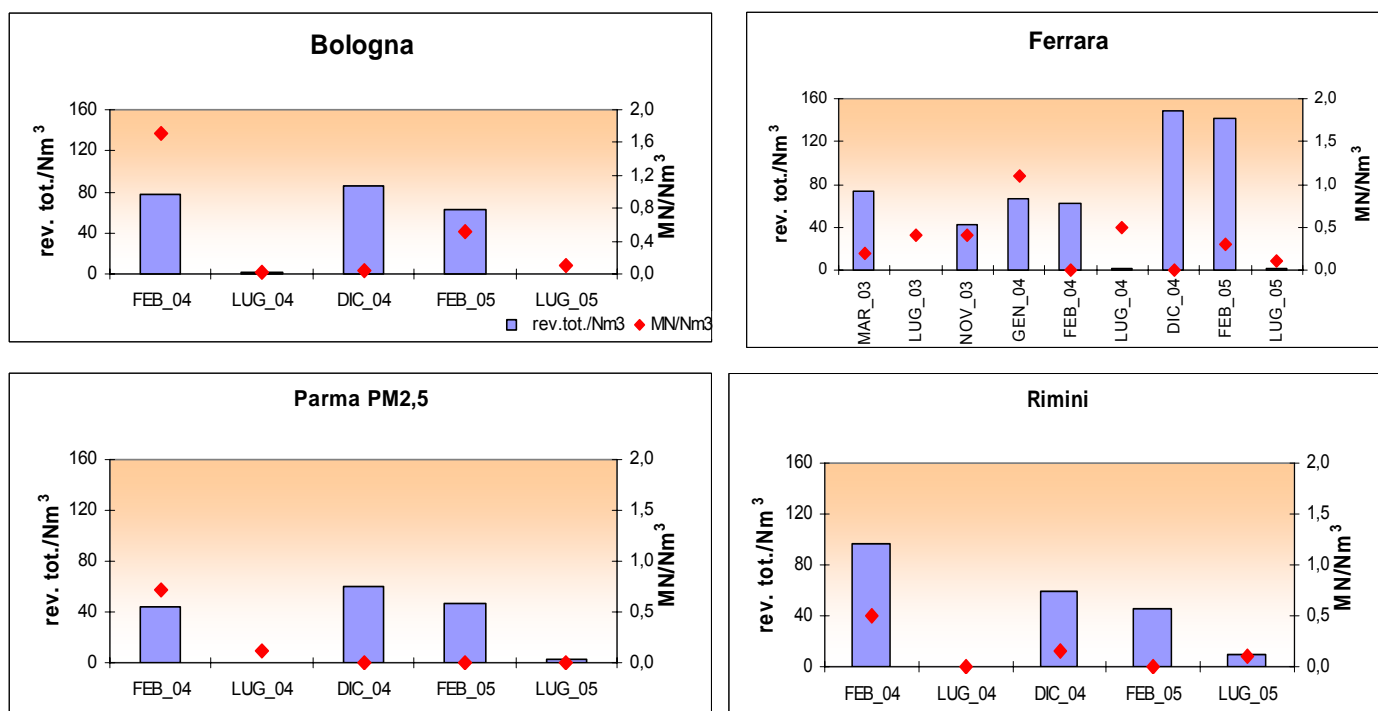 Bologna
rev. tot./Nm³
160
120
80
40
0
2,0
1,6
1,2
0,8
0,4
0,0
MN/Nm³
FEB_04 LUG_04 DIC_04 FEB_05 LUG_05
rev.tot./Nm3 MN/Nm3
Ferrara
rev. tot./Nm³
160
120
80
40
0
2,0
1,5
1,0
0,5
0,0
MN/Nm³
MAR_03 LUG_03 NOV_03 GEN_04 FEB_04 LUG_04 DIC_04 FEB_05 LUG_05
Parma PM2,5
rev. tot./Nm³
160
120
80
40
0
2,0
1,5
1,0
0,5
0,0
MN/Nm³
FEB_04 LUG_04 DIC_04 FEB_05 LUG_05
Rimini
rev. tot./Nm³
160
120
80
40
0
2,0
1,5
1,0
0,5
0,0
MN/Nm³
FEB_04 LUG_04 DIC_04 FEB_05 LUG_05